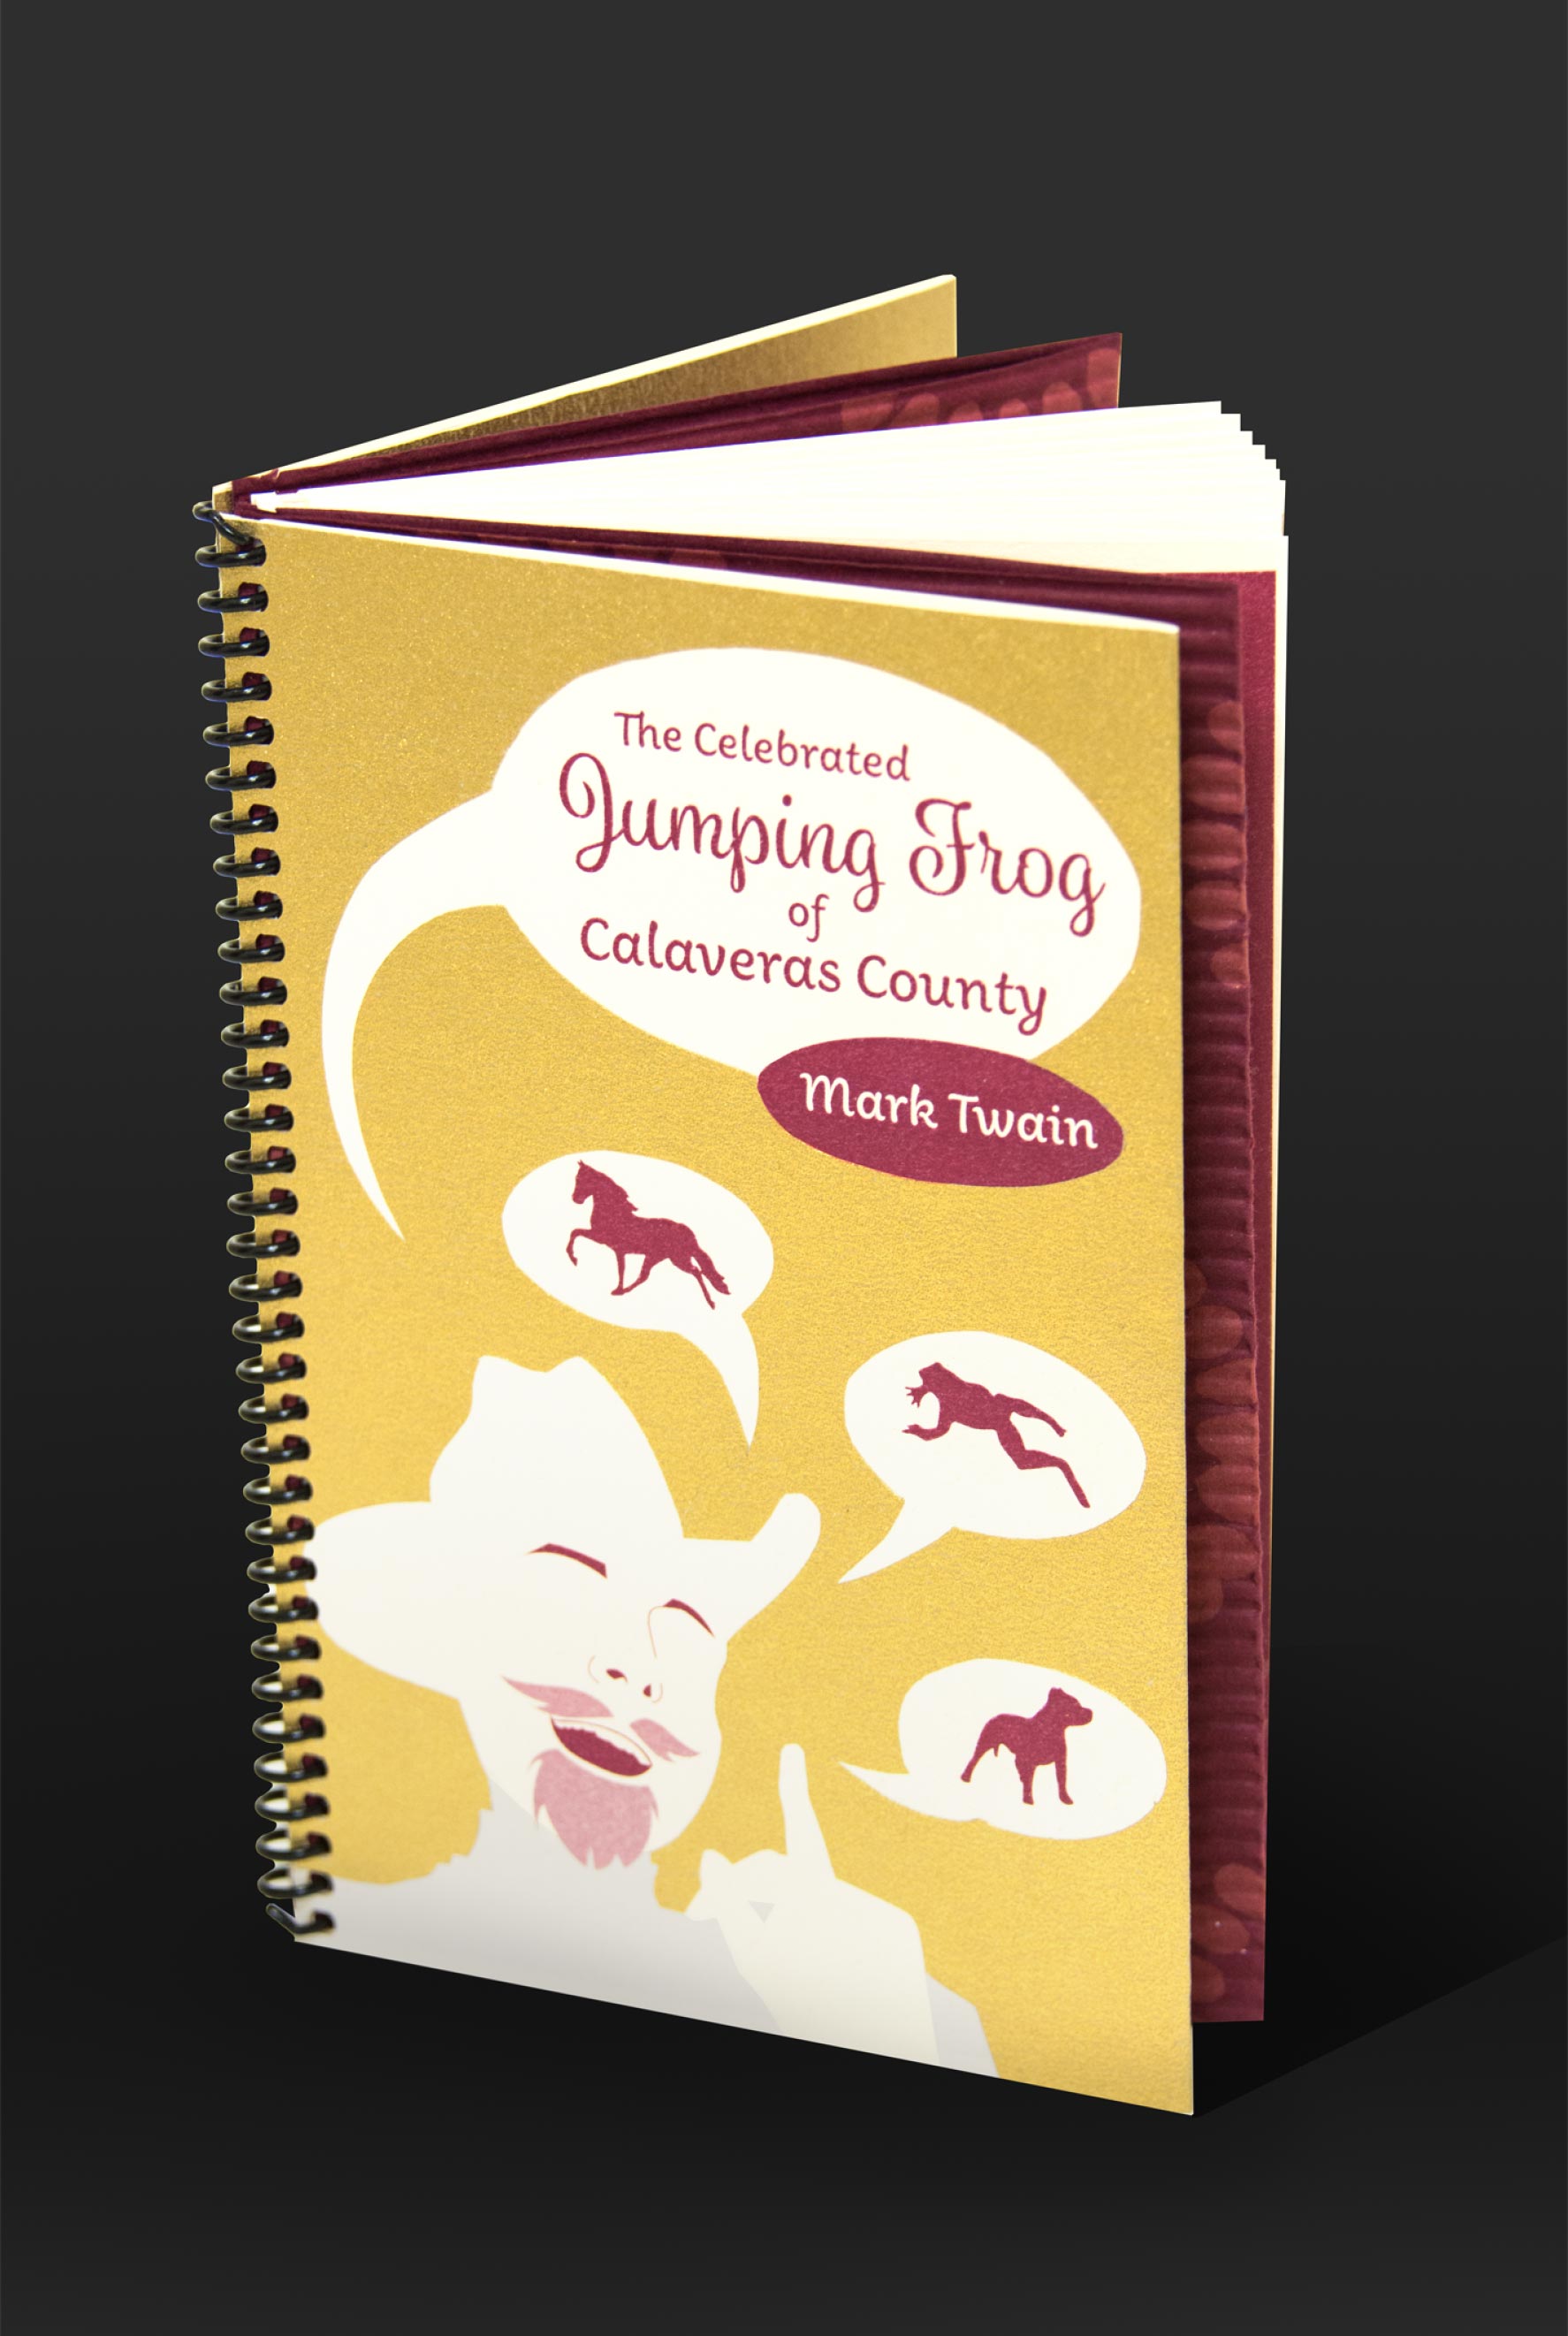 The Celebrated
Jumping Frog
of
Calaveras County
Mark Twain